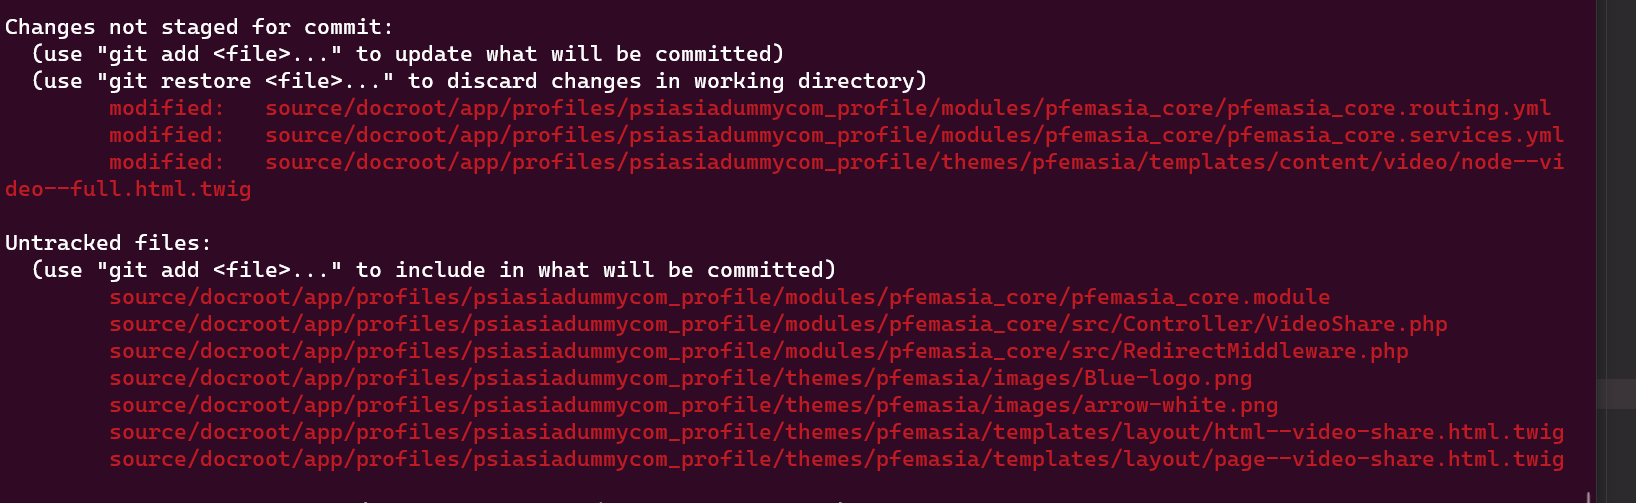 Changes not staged for commit:
  (use "git add <file>..." to update what will be committed)
  (use "git restore <file>..." to discard changes in working directory)
        modified:   source/docroot/app/profiles/psiasiadummycom_profile/modules/pfemasia_core/pfemasia_core.routing.yml
        modified:   source/docroot/app/profiles/psiasiadummycom_profile/modules/pfemasia_core/pfemasia_core.services.yml
        modified:   source/docroot/app/profiles/psiasiadummycom_profile/themes/pfemasia/templates/content/video/node--vi
deo--full.html.twig

Untracked files:
  (use "git add <file>..." to include in what will be committed)
        source/docroot/app/profiles/psiasiadummycom_profile/modules/pfemasia_core/pfemasia_core.module
        source/docroot/app/profiles/psiasiadummycom_profile/modules/pfemasia_core/src/Controller/VideoShare.php
        source/docroot/app/profiles/psiasiadummycom_profile/modules/pfemasia_core/src/RedirectMiddleware.php
        source/docroot/app/profiles/psiasiadummycom_profile/themes/pfemasia/images/Blue-logo.png
        source/docroot/app/profiles/psiasiadummycom_profile/themes/pfemasia/images/arrow-white.png
        source/docroot/app/profiles/psiasiadummycom_profile/themes/pfemasia/templates/layout/html--video-share.html.twig
        source/docroot/app/profiles/psiasiadummycom_profile/themes/pfemasia/templates/layout/page--video-share.html.twig